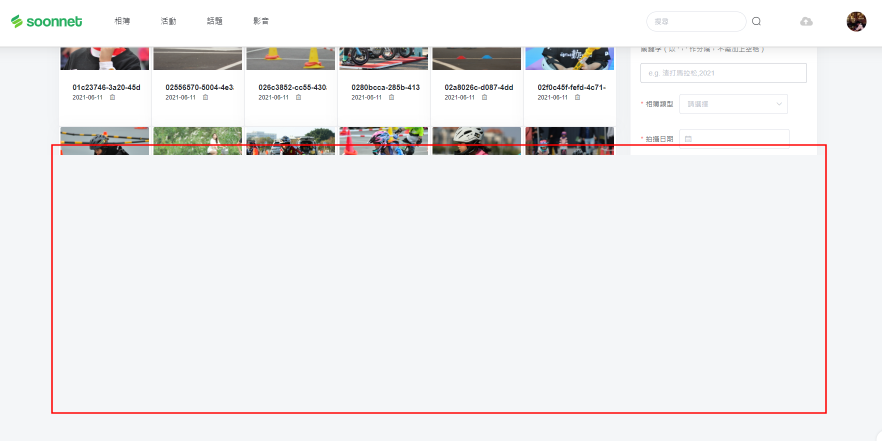 soonnet
相簿
活動
話題
影音
搜尋
關鍵字（以 "|" 作分隔，不需加上空格）
01c23746-3a20-45d
02556570-5004-4e3
026c3852-cc55-430
0280bcca-285b-413
02a8026c-d087-4dd
02f0c45f-fefd-4c71-
2021-06-11
2021-06-11
2021-06-11
2021-06-11
2021-06-11
2021-06-11
e.g. 渣打馬拉松,2021
* 相簿類型
請選擇
* 拍攝日期